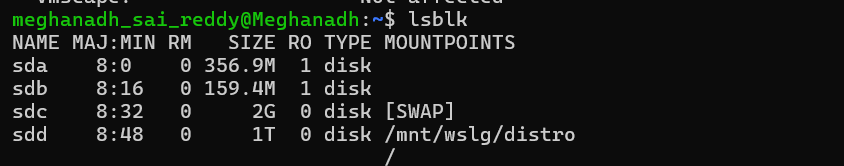 Vmscape: Not affected
meghanadh_sai_reddy@Meghanadh:~$ lsblk
NAME MAJ:MIN RM   SIZE RO TYPE MOUNTPOINTS
sda    8:0    0 356.9M  1 disk
sdb    8:16   0 159.4M  1 disk
sdc    8:32   0     2G  0 disk [SWAP]
sdd    8:48   0     1T  0 disk /mnt/wslg/distro
                               /